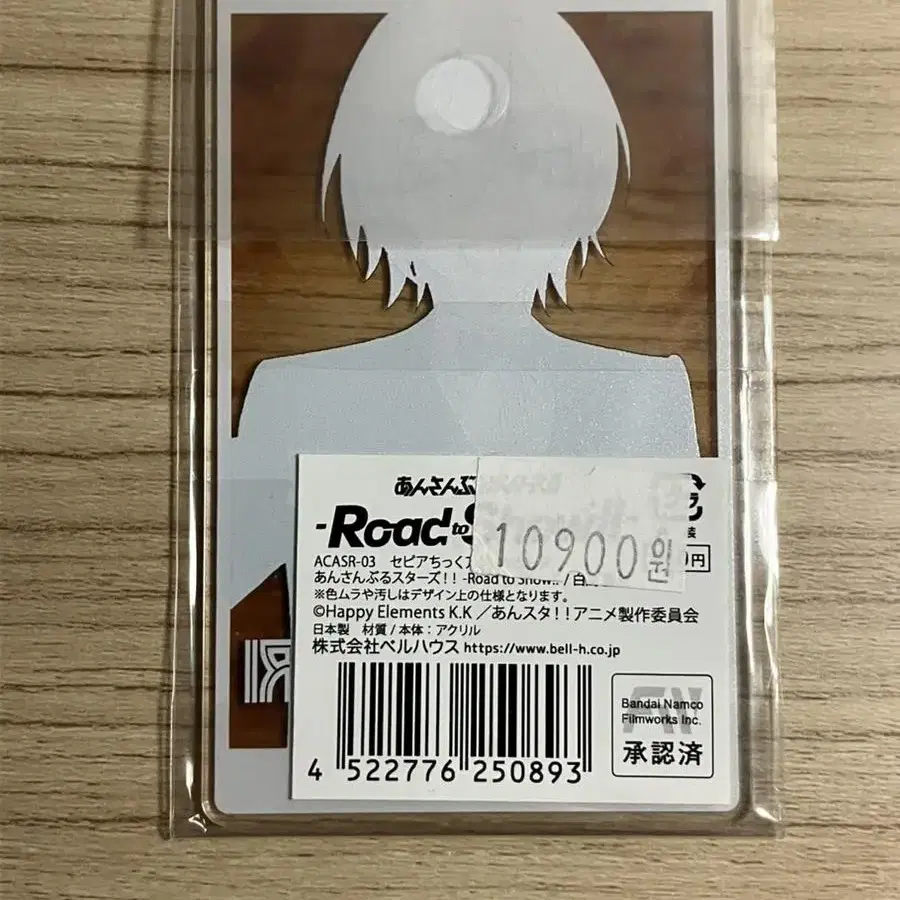 あんさんぶ
-Road to
10900원
ACASR-03 セピアちっく
円
あんさんぶるスターズ!! -Road to Show!! / 白
※色ムラや汚しはデザイン上の仕様となります。
©Happy Elements K.K／あんスタ!!アニメ製作委員会
日本製 材質/本体:アクリル
株式会社ベルハウス https://www.bell-h.co.jp
Bandai Namco
Filmworks Inc.
承認済
4 522776 250893